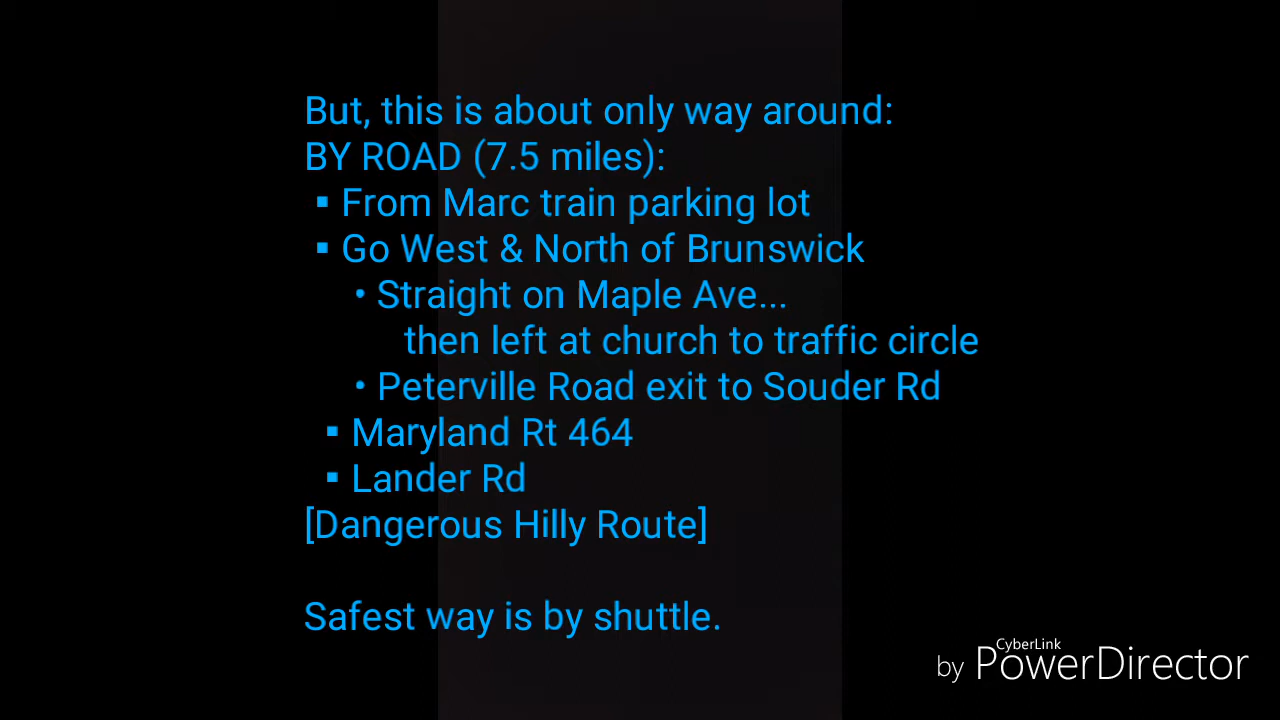 But, this is about only way around:
BY ROAD (7.5 miles):
▪ From Marc train parking lot
▪ Go West & North of Brunswick
• Straight on Maple Ave...
then left at church to traffic circle
• Peterville Road exit to Souder Rd
▪ Maryland Rt 464
▪ Lander Rd
[Dangerous Hilly Route]
Safest way is by shuttle.
CyberLink
by PowerDirector